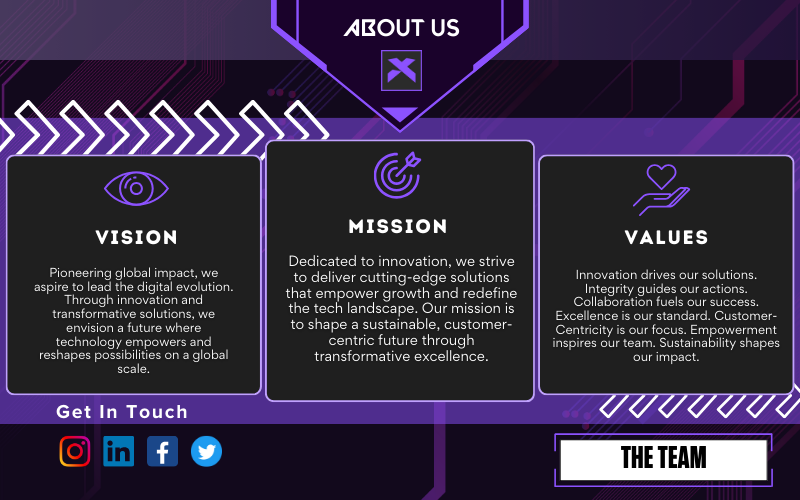 ABOUT US
VISION
Pioneering global impact, we
aspire to lead the digital evolution.
Through innovation and
transformative solutions, we
envision a future where
technology empowers and
reshapes possibilities on a global
scale.
MISSION
Dedicated to innovation, we strive
to deliver cutting-edge solutions
that empower growth and redefine
the tech landscape. Our mission is
to shape a sustainable, customer-
centric future through
transformative excellence.
VALUES
Innovation drives our solutions.
Integrity guides our actions.
Collaboration fuels our success.
Excellence is our standard. Customer-
Centricity is our focus. Empowerment
inspires our team. Sustainability shapes
our impact.
Get In Touch
THE TEAM